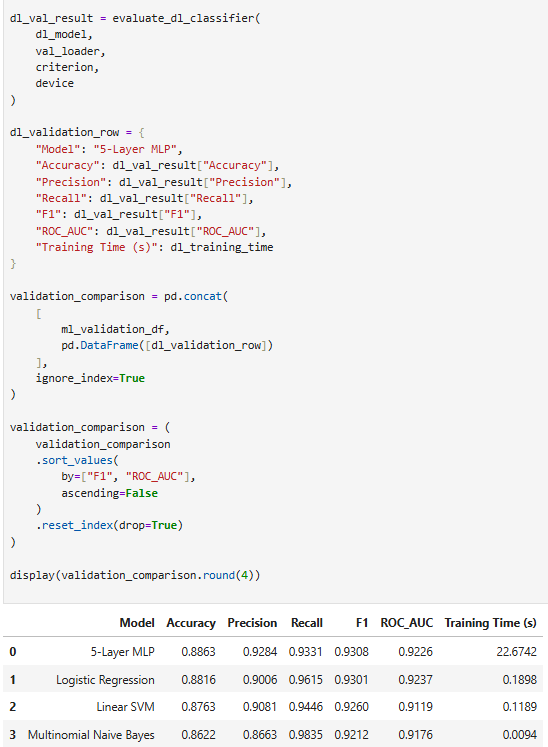 dl_val_result = evaluate_dl_classifier(
    dl_model,
    val_loader,
    criterion,
    device
)
dl_validation_row = {
    "Model": "5-Layer MLP",
    "Accuracy": dl_val_result["Accuracy"],
    "Precision": dl_val_result["Precision"],
    "Recall": dl_val_result["Recall"],
    "F1": dl_val_result["F1"],
    "ROC_AUC": dl_val_result["ROC_AUC"],
    "Training Time (s)": dl_training_time
}
validation_comparison = pd.concat(
    [
        ml_validation_df,
        pd.DataFrame([dl_validation_row])
    ],
    ignore_index=True
)
validation_comparison = (
    validation_comparison
    .sort_values(
        by=["F1", "ROC_AUC"],
        ascending=False
    )
    .reset_index(drop=True)
)
display(validation_comparison.round(4))
Model Accuracy Precision Recall F1 ROC_AUC Training Time (s)
0 5-Layer MLP 0.8863 0.9284 0.9331 0.9308 0.9226 22.6742
1 Logistic Regression 0.8816 0.9006 0.9615 0.9301 0.9237 0.1898
2 Linear SVM 0.8763 0.9081 0.9446 0.9260 0.9119 0.1189
3 Multinomial Naive Bayes 0.8622 0.8663 0.9835 0.9212 0.9176 0.0094